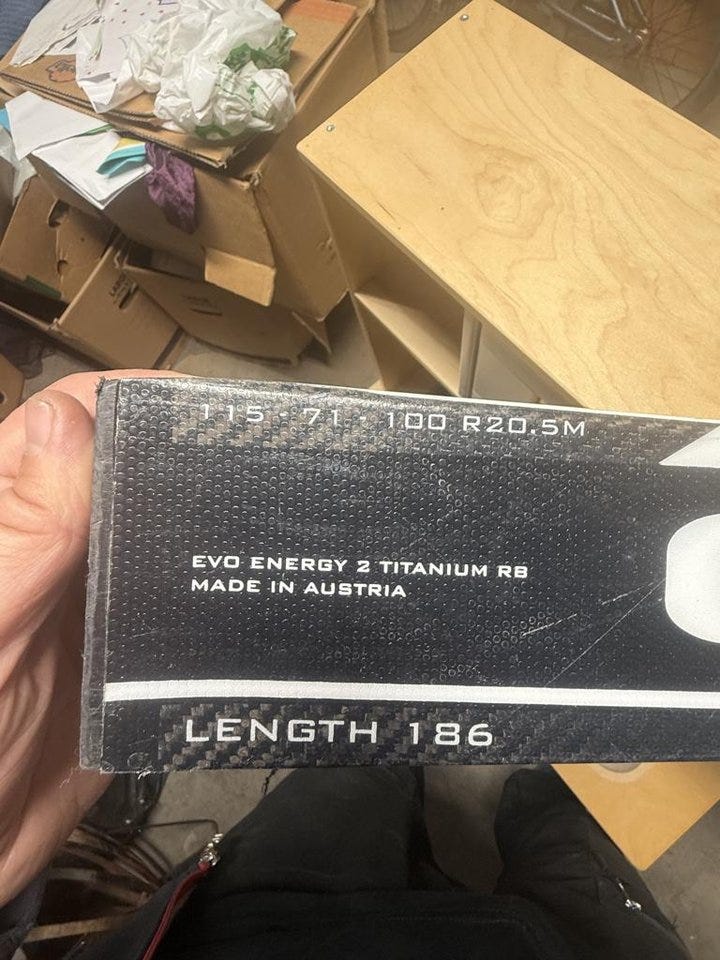 115 - 71 - 100 R20.5M
EVO ENERGY 2 TITANIUM RB
MADE IN AUSTRIA
LENGTH 186